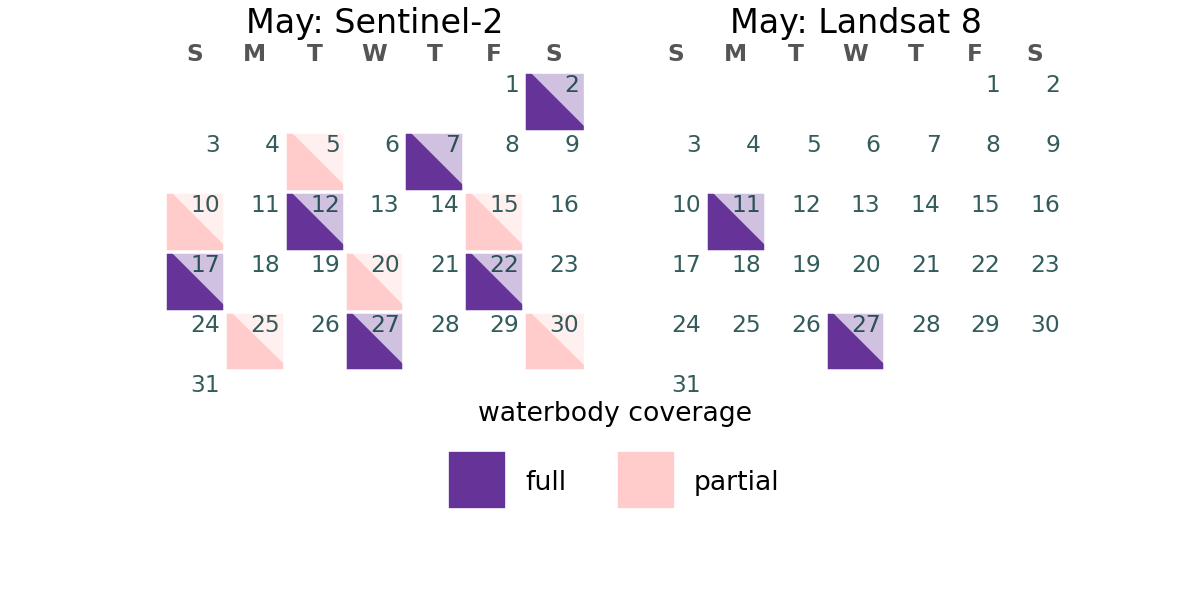 May: Sentinel-2
S M T W T F S
1 2
3 4 5 6 7 8 9
10 11 12 13 14 15 16
17 18 19 20 21 22 23
24 25 26 27 28 29 30
31
May: Landsat 8
S M T W T F S
1 2
3 4 5 6 7 8 9
10 11 12 13 14 15 16
17 18 19 20 21 22 23
24 25 26 27 28 29 30
31
waterbody coverage
full partial